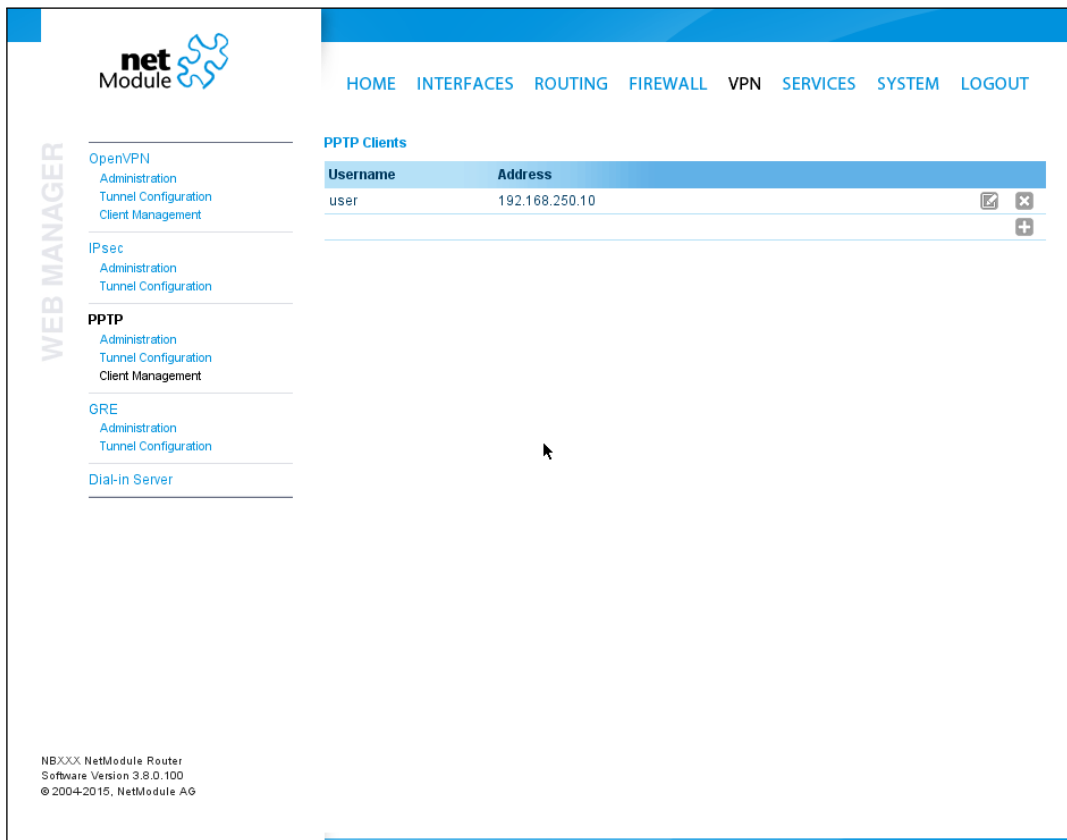 net
Module
HOME INTERFACES ROUTING FIREWALL VPN SERVICES SYSTEM LOGOUT
WEB MANAGER
OpenVPN
Administration
Tunnel Configuration
Client Management
IPsec
Administration
Tunnel Configuration
PPTP
Administration
Tunnel Configuration
Client Management
GRE
Administration
Tunnel Configuration
Dial-in Server
PPTP Clients
Username Address
user 192.168.250.10
NBXXX NetModule Router
Software Version 3.8.0.100
© 2004-2015, NetModule AG